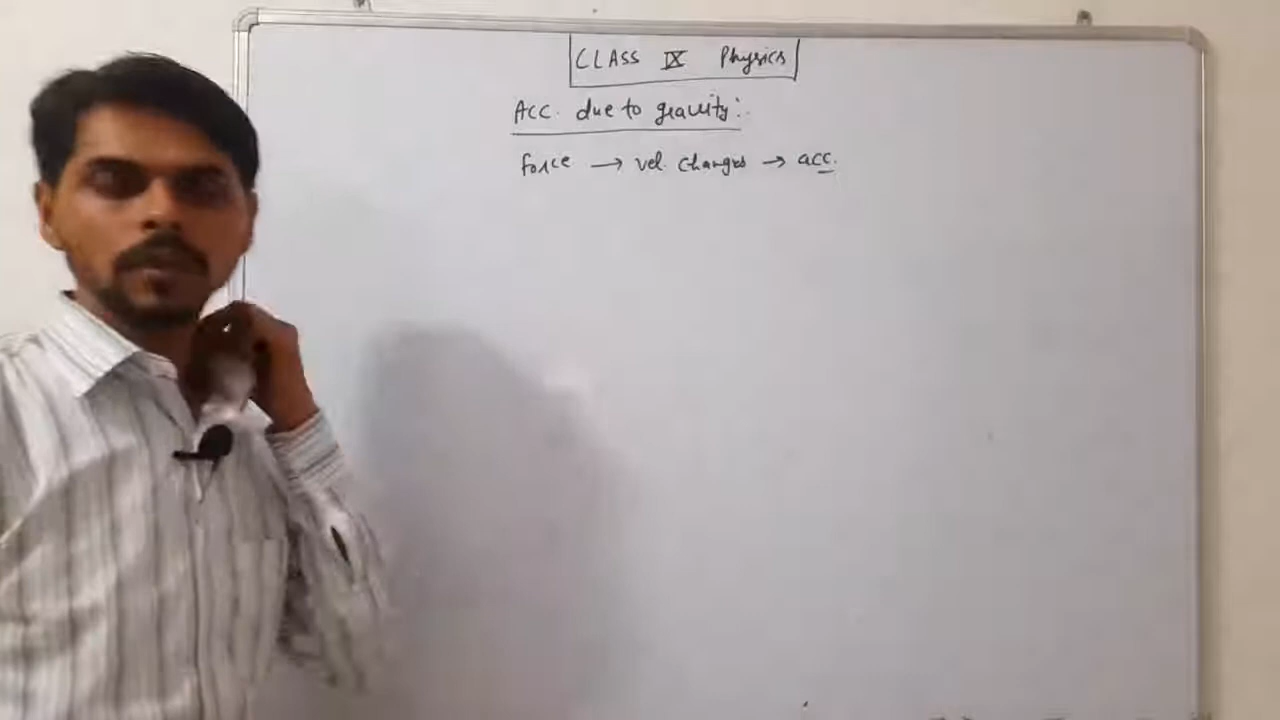 CLASS IX Physics
Acc. due to gravity:
force → vel. changes → acc.